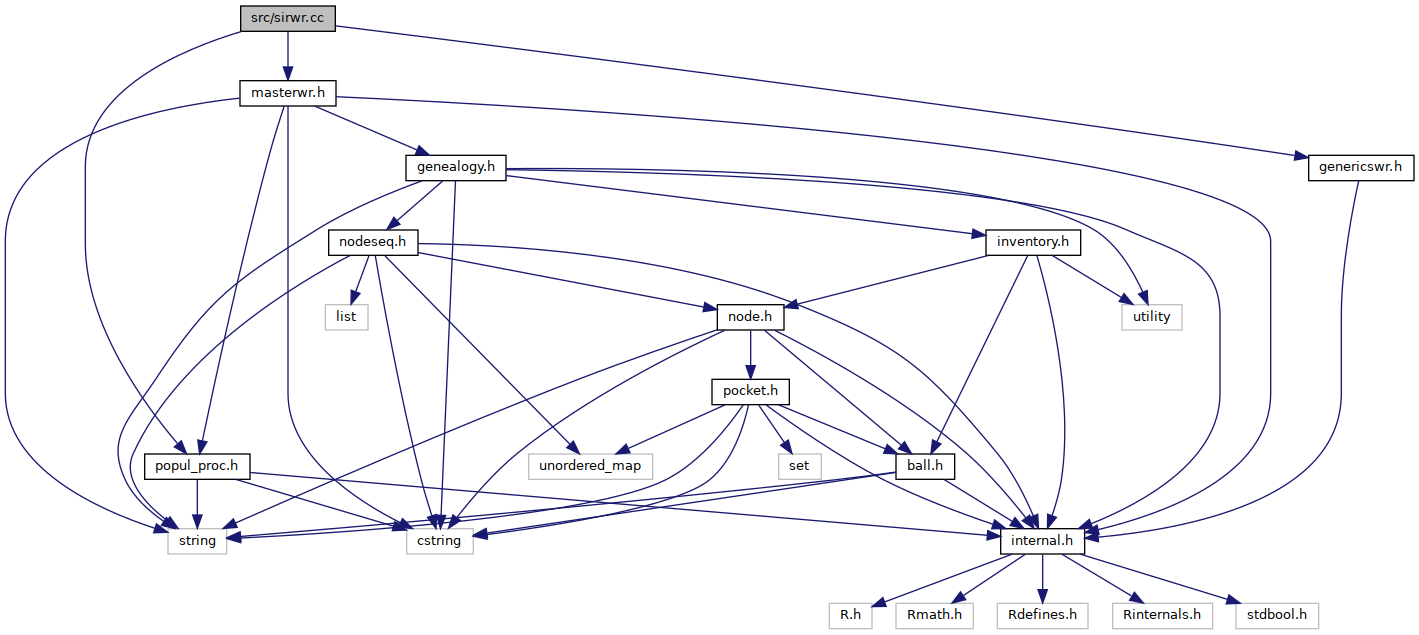 src/sirwr.cc
masterwr.h
genealogy.h
genericswr.h
nodeseq.h
inventory.h
list
node.h
utility
pocket.h
popul_proc.h
unordered_map
set
ball.h
string
cstring
internal.h
R.h
Rmath.h
Rdefines.h
Rinternals.h
stdbool.h